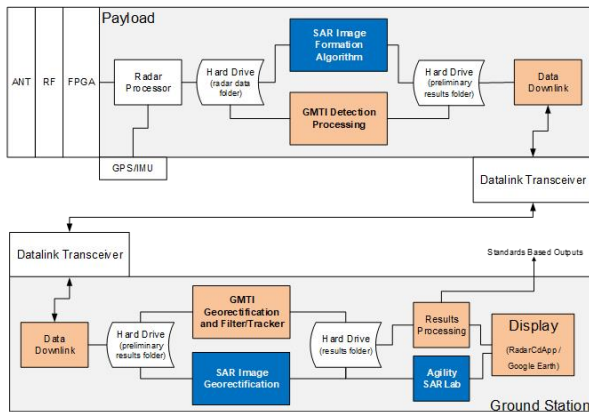 Payload
ANT
RF
FPGA
Radar
Processor
Hard Drive
(radar data
folder)
SAR Image
Formation
Algorithm
GMTI Detection
Processing
Hard Drive
(preliminary
results folder)
Data
Downlink
GPS/IMU
Datalink Transceiver
Datalink Transceiver
Standards Based Outputs
Data
Downlink
Hard Drive
(preliminary
results folder)
GMTI
Georectification
and Filter/Tracker
SAR Image
Georectification
Hard Drive
(results folder)
Results
Processing
Agility
SAR Lab
Display
(RadarCdApp /
Google Earth)
Ground Station